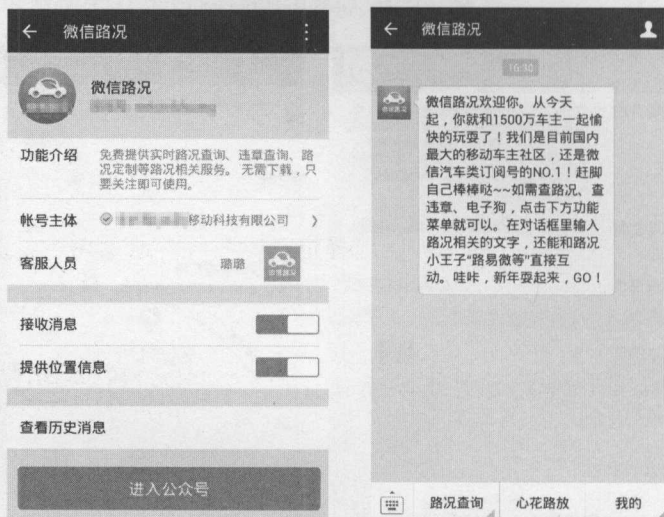 微信路况
微信路况
功能介绍
免费提供实时路况查询、违章查询、路
况定制等路况相关服务。 无需下载，只
要关注即可使用。
帐号主体
移动科技有限公司
客服人员
璐璐
接收消息
提供位置信息
查看历史消息
进入公众号
微信路况
16:30
微信路况欢迎你。从今天
起，你就和1500万车主一起愉
快的玩耍了！我们是目前国内
最大的移动车主社区，还是微
信汽车类订阅号的NO.1！赶脚
自己棒棒哒~~如需查路况、查
违章、电子狗，点击下方功能
菜单就可以。在对话框里输入
路况相关的文字，还能和路况
小王子“路易微等”直接互
动。哇咔，新年耍起来，GO！
路况查询
心花路放
我的